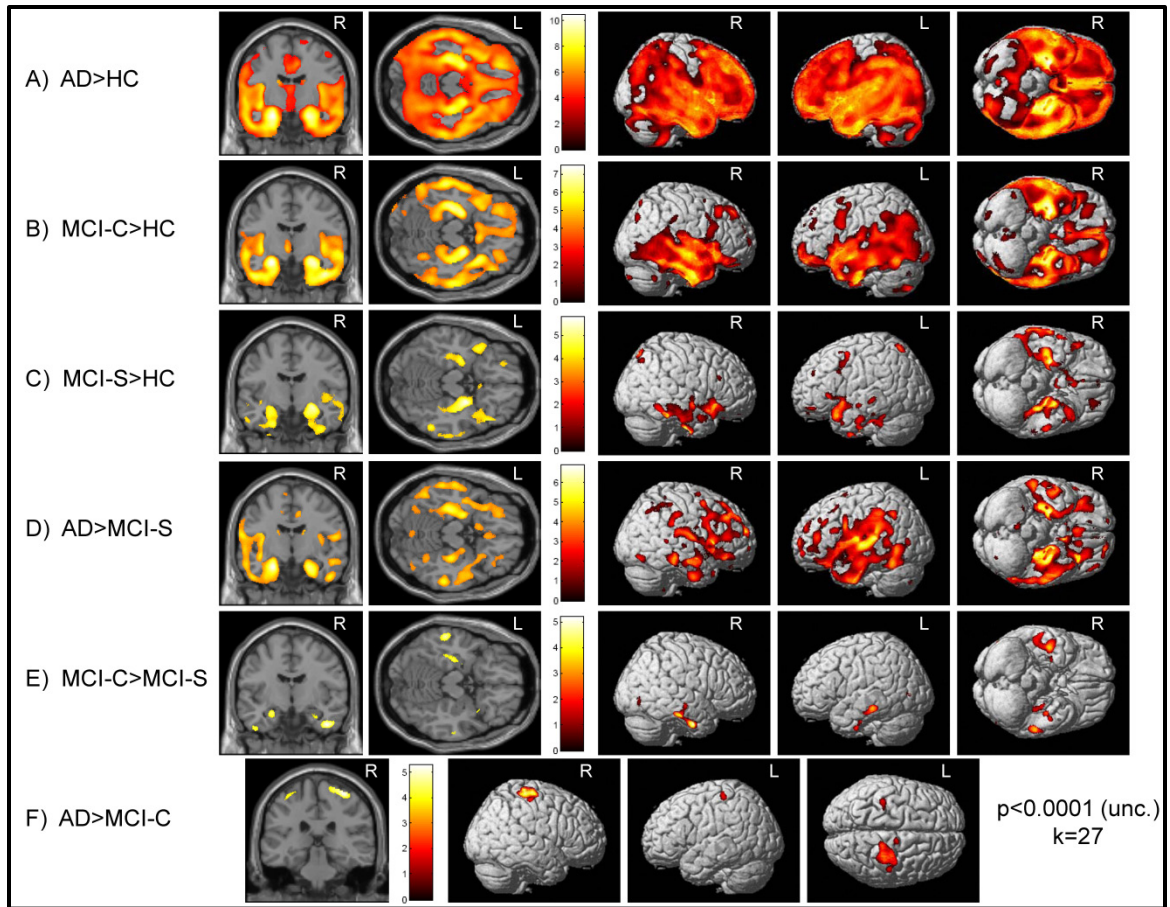 R L R L R
A) AD>HC
10
8
6
4
2
0
R L R L R
B) MCI-C>HC
7
6
5
4
3
2
1
0
R L R L R
C) MCI-S>HC
5
4
3
2
1
0
R L R L R
D) AD>MCI-S
6
5
4
3
2
1
0
R L R L R
E) MCI-C>MCI-S
5
4
3
2
1
0
R R L L
F) AD>MCI-C
5
4
3
2
1
0
p<0.0001 (unc.)
k=27